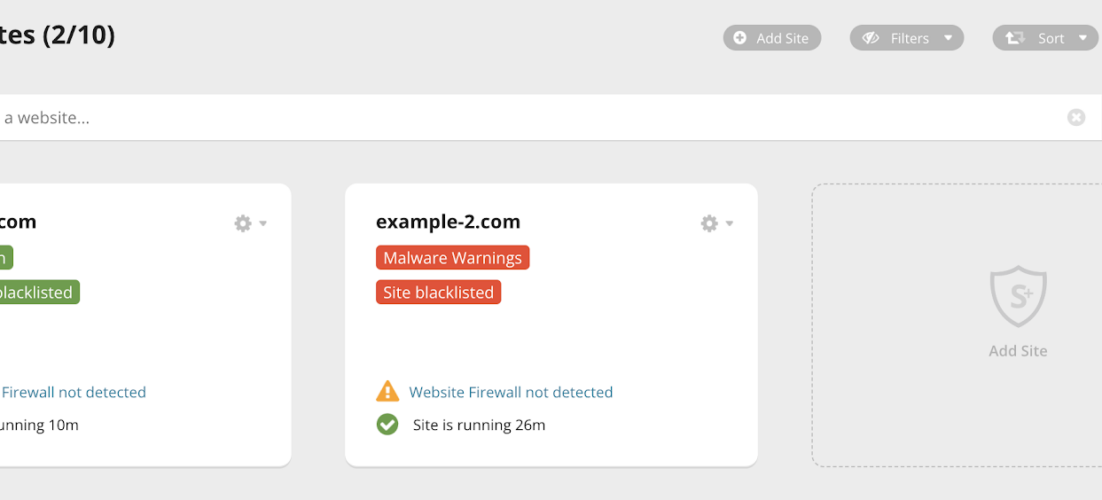 tes (2/10)
Add Site
Filters
Sort
a website...
.com
example-2.com
n
Malware Warnings
blacklisted
Site blacklisted
S+
Add Site
Firewall not detected
Website Firewall not detected
unning 10m
Site is running 26m